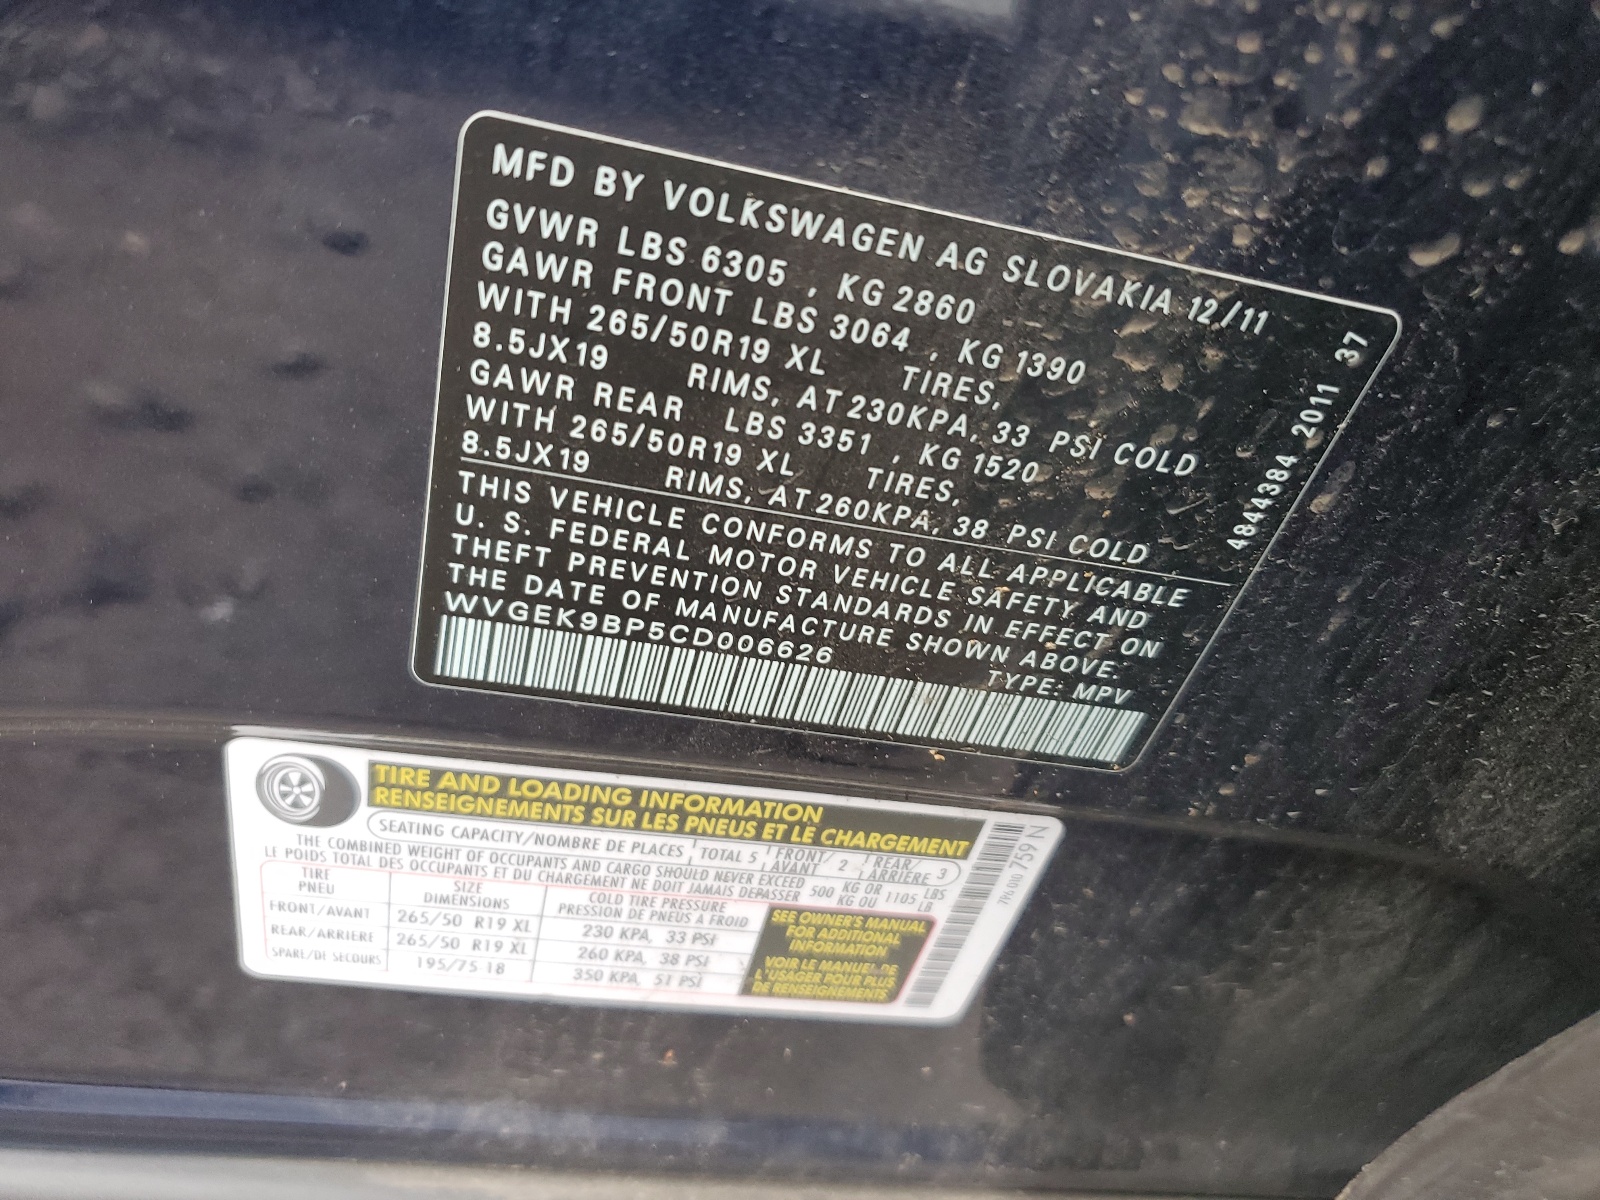 MFD BY VOLKSWAGEN AG SLOVAKIA 12/11
GVWR LBS 6305 , KG 2860
GAWR FRONT LBS 3064 , KG 1390
WITH 265/50R19 XL TIRES,
8.5JX19 RIMS, AT 230KPA, 33 PSI COLD
GAWR REAR LBS 3351 , KG 1520
WITH 265/50R19 XL TIRES,
8.5JX19 RIMS, AT 260KPA, 38 PSI COLD
THIS VEHICLE CONFORMS TO ALL APPLICABLE
U. S. FEDERAL MOTOR VEHICLE SAFETY AND
THEFT PREVENTION STANDARDS IN EFFECT ON
THE DATE OF MANUFACTURE SHOWN ABOVE.
WVGEK9BP5CD006626 TYPE: MPV
4844384 2011 37
TIRE AND LOADING INFORMATION
RENSEIGNEMENTS SUR LES PNEUS ET LE CHARGEMENT
SEATING CAPACITY/NOMBRE DE PLACES TOTAL 5 FRONT/AVANT 2 REAR/ARRIÈRE 3
THE COMBINED WEIGHT OF OCCUPANTS AND CARGO SHOULD NEVER EXCEED 500 KG OR 1105 LBS
LE POIDS TOTAL DES OCCUPANTS ET DU CHARGEMENT NE DOIT JAMAIS DEPASSER KG OU LB
TIRE SIZE COLD TIRE PRESSURE
PNEU DIMENSIONS PRESSION DE PNEUS A FROID
FRONT/AVANT 265/50 R19 XL 230 KPA, 33 PSI
REAR/ARRIERE 265/50 R19 XL 260 KPA, 38 PSI
SPARE/DE SECOURS 195/75 18 350 KPA, 51 PSI
SEE OWNER'S MANUAL
FOR ADDITIONAL
INFORMATION
VOIR LE MANUEL DE
L'USAGER POUR PLUS
DE RENSEIGNEMENTS
796 010 759 N